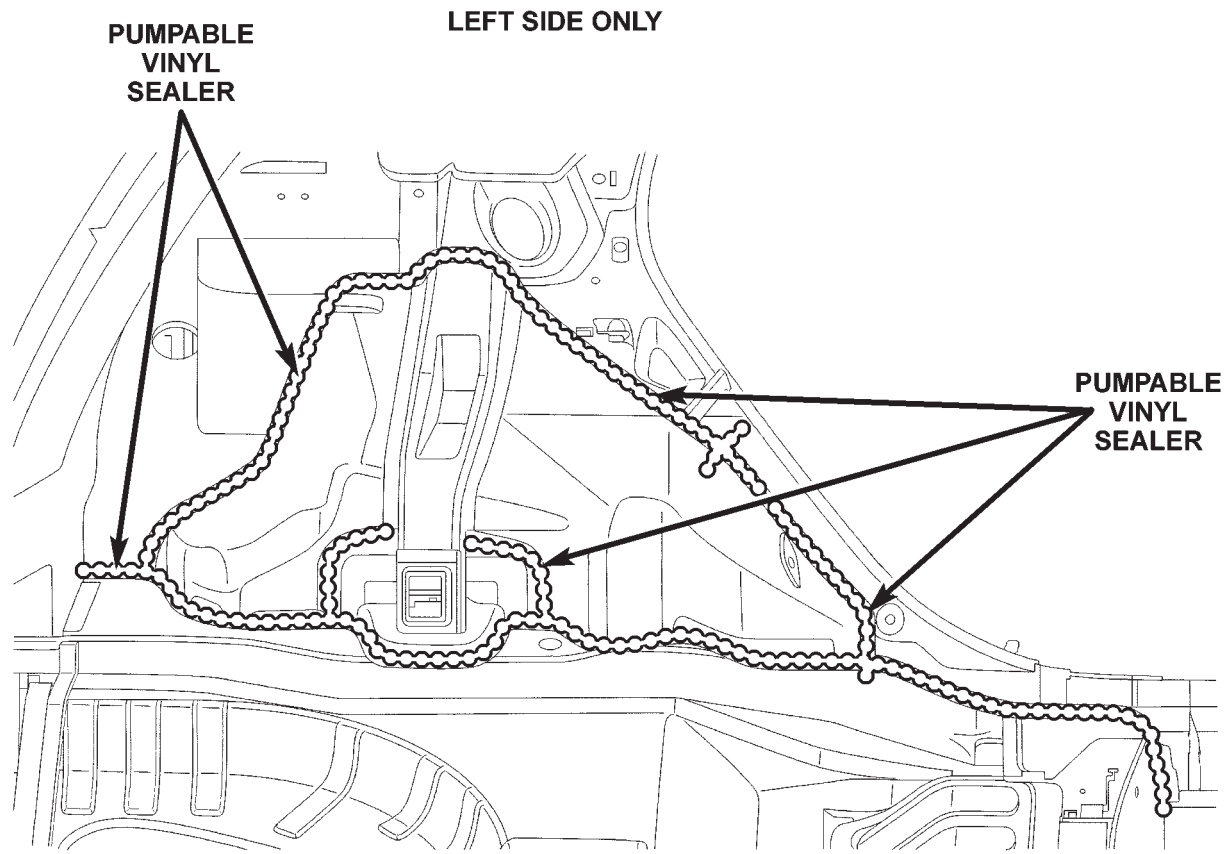 LEFT SIDE ONLY
PUMPABLE
VINYL
SEALER
PUMPABLE
VINYL
SEALER